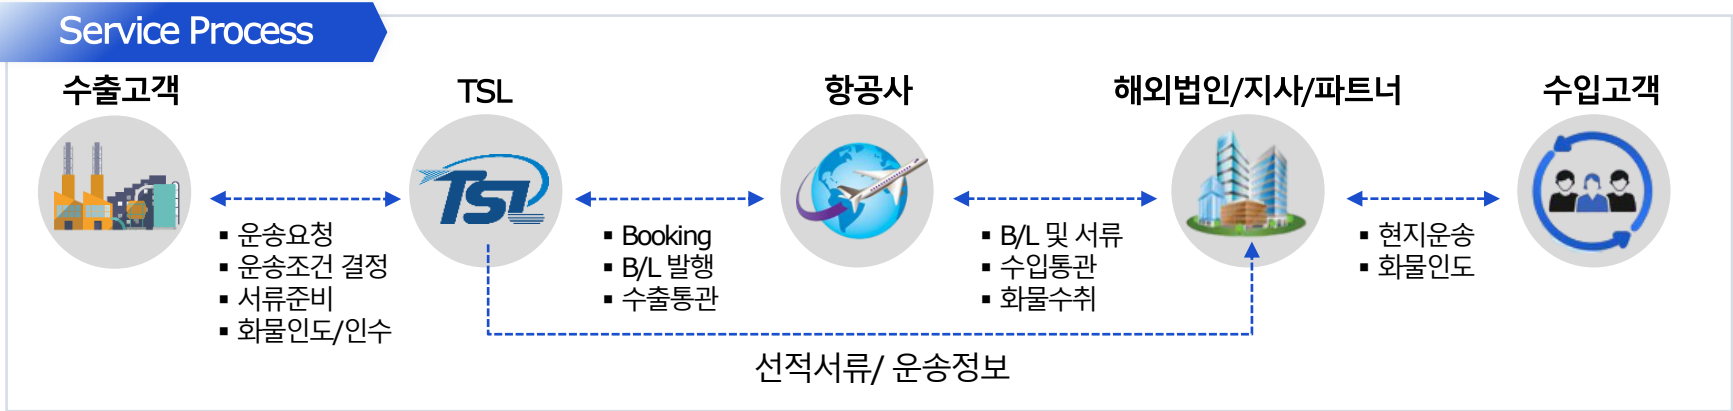 Service Process
수출고객
TSL
항공사
해외법인/지사/파트너
수입고객
TSL
▪ 운송요청
▪ 운송조건 결정
▪ 서류준비
▪ 화물인도/인수
▪ Booking
▪ B/L 발행
▪ 수출통관
▪ B/L 및 서류
▪ 수입통관
▪ 화물수취
▪ 현지운송
▪ 화물인도
선적서류/ 운송정보